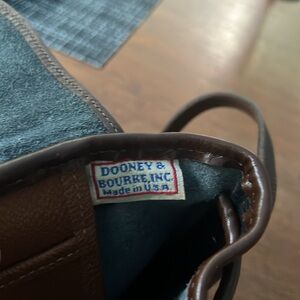 DOONEY &
BOURKE, INC.
Made in U.S.A.